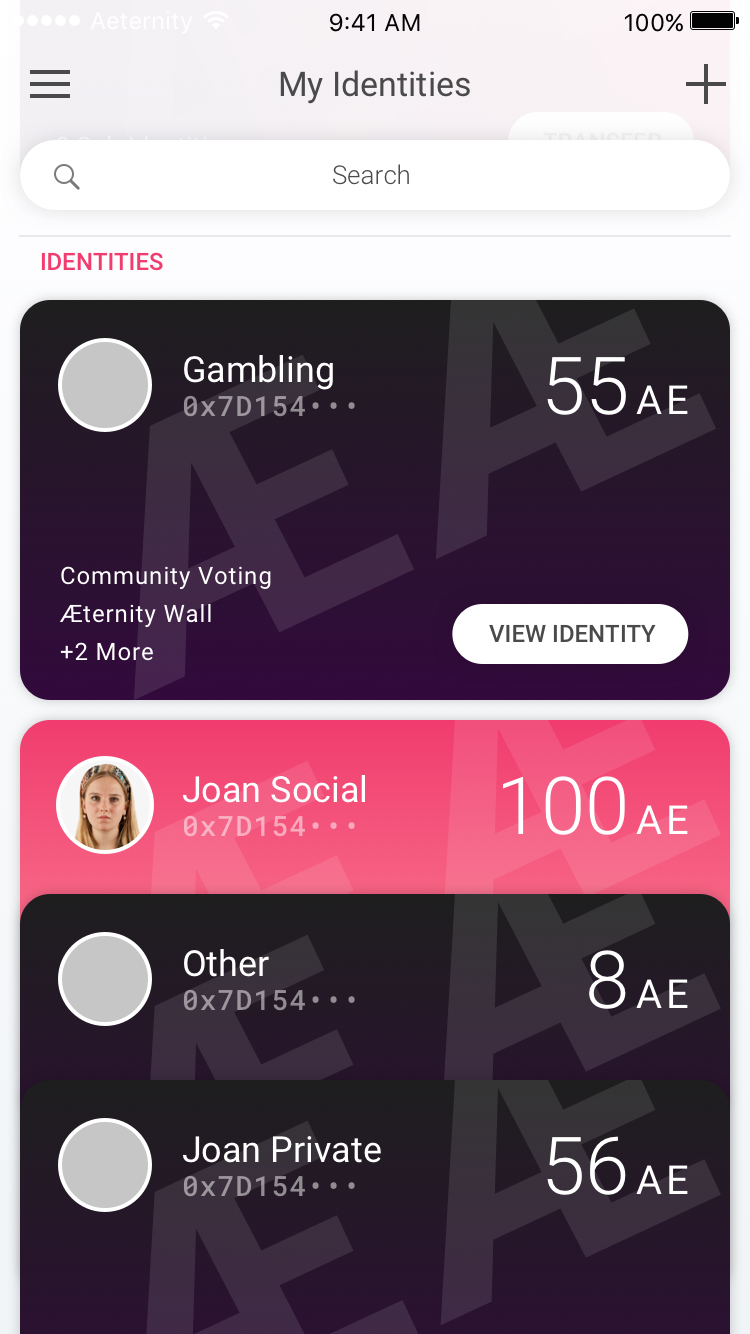 Aeternity 9:41 AM 100%
My Identities
TRANSFER
Search
IDENTITIES
Gambling
0x7D154···
55 AE
Community Voting
Æternity Wall
+2 More
VIEW IDENTITY
Joan Social
0x7D154···
100 AE
Other
0x7D154···
8 AE
Joan Private
0x7D154···
56 AE